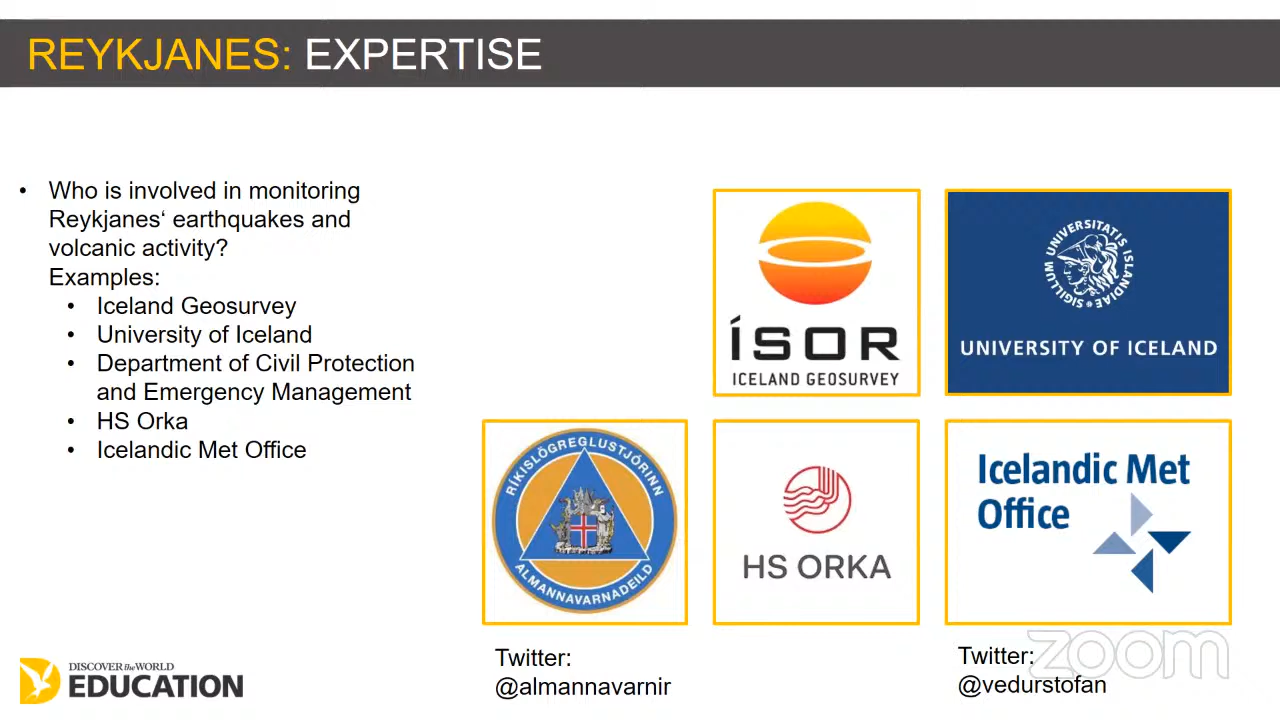 REYKJANES: EXPERTISE
• Who is involved in monitoring
Reykjanes‘ earthquakes and
volcanic activity?
Examples:
• Iceland Geosurvey
• University of Iceland
• Department of Civil Protection
and Emergency Management
• HS Orka
• Icelandic Met Office
ÍSOR
ICELAND GEOSURVEY
SIGILLUM UNIVERSITATIS ISLANDIAE
UNIVERSITY OF ICELAND
RÍKISLÖGREGLUSTJÓRINN
ALMANNAVARNADEILD
HS ORKA
Icelandic Met
Office
Twitter:
@almannavarnir
Twitter:
@vedurstofan
zoom
DISCOVER the WORLD
EDUCATION